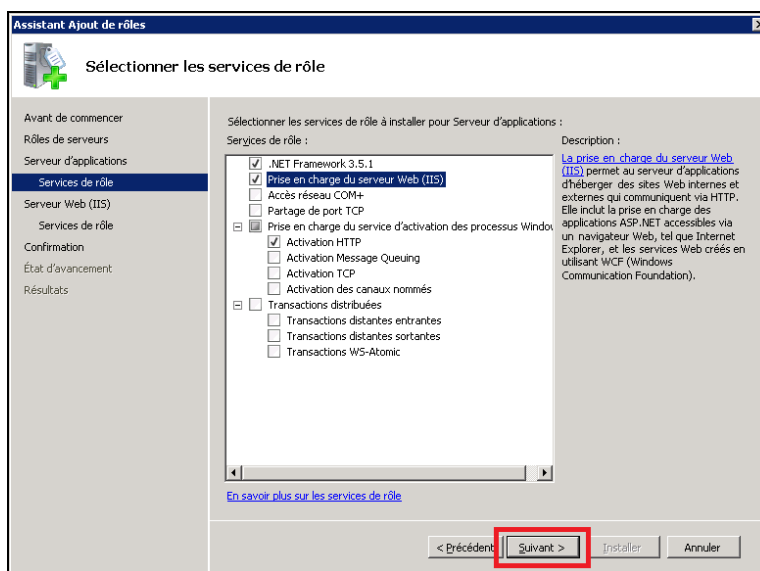 Assistant Ajout de rôles
Sélectionner les services de rôle
Avant de commencer
Rôles de serveurs
Serveur d'applications
Services de rôle
Serveur Web (IIS)
Services de rôle
Confirmation
État d'avancement
Résultats
Sélectionner les services de rôle à installer pour Serveur d'applications :
Services de rôle :
.NET Framework 3.5.1
Prise en charge du serveur Web (IIS)
Accès réseau COM+
Partage de port TCP
Prise en charge du service d'activation des processus Window
Activation HTTP
Activation Message Queuing
Activation TCP
Activation des canaux nommés
Transactions distribuées
Transactions distantes entrantes
Transactions distantes sortantes
Transactions WS-Atomic
En savoir plus sur les services de rôle
Description :
La prise en charge du serveur Web
(IIS) permet au serveur d'applications
d'héberger des sites Web internes et
externes qui communiquent via HTTP.
Elle inclut la prise en charge des
applications ASP.NET accessibles via
un navigateur Web, tel que Internet
Explorer, et les services Web créés en
utilisant WCF (Windows
Communication Foundation).
< Précédent
Suivant >
Installer
Annuler